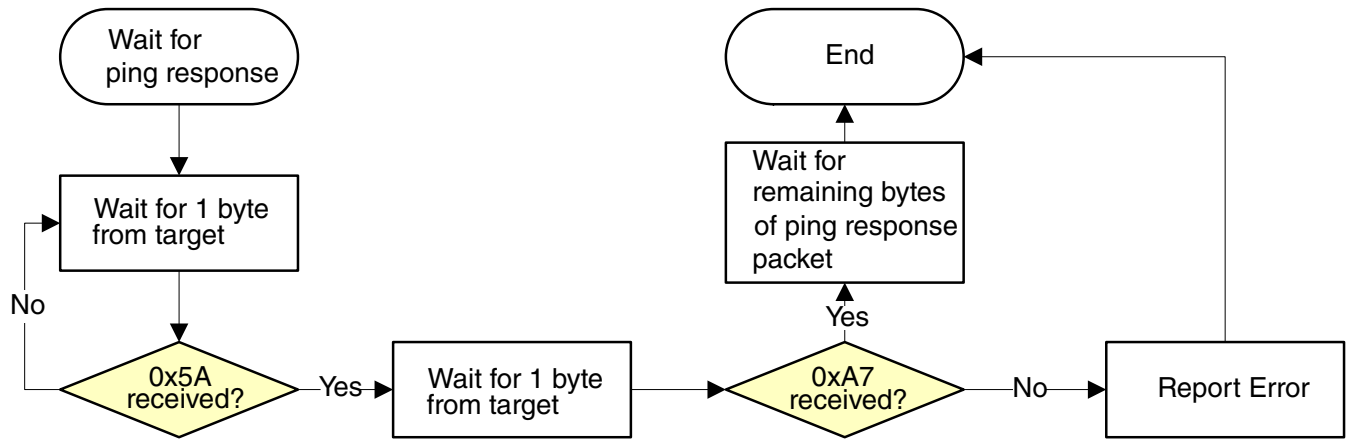 Wait for
ping response
Wait for 1 byte
from target
No
0x5A
received?
Yes
Wait for 1 byte
from target
0xA7
received?
Yes
Wait for
remaining bytes
of ping response
packet
End
No
Report Error